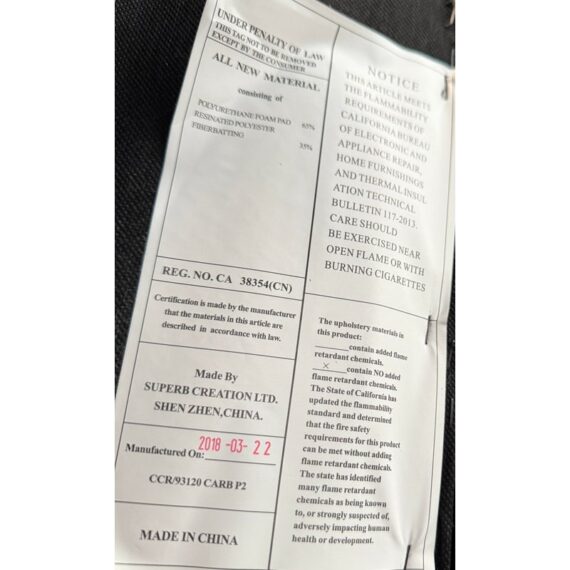 UNDER PENALTY OF LAW
THIS TAG NOT TO BE REMOVED
EXCEPT BY THE CONSUMER
ALL NEW MATERIAL
consisting of
POLYURETHANE FOAM PAD 65%
RESINATED POLYESTER
FIBERBATTING 35%
REG. NO. CA 38354(CN)
Certification is made by the manufacturer
that the materials in this article are
described in accordance with law.
Made By
SUPERB CREATION LTD.
SHEN ZHEN,CHINA.
Manufactured On: 2018-03-22
CCR/93120 CARB P2
MADE IN CHINA
NOTICE
THIS ARTICLE MEETS
THE FLAMMABILITY
REQUIREMENTS OF
CALIFORNIA BUREAU
OF ELECTRONIC AND
APPLIANCE REPAIR,
HOME FURNISHINGS
AND THERMAL INSUL
ATION TECHNICAL
BULLETIN 117-2013.
CARE SHOULD
BE EXERCISED NEAR
OPEN FLAME OR WITH
BURNING CIGARETTES
The upholstery materials in
this product:
______contain added flame
retardant chemicals.
__×__contain NO added
flame retardant chemicals.
The State of California has
updated the flammability
standard and determined
that the fire safety
requirements for this product
can be met without adding
flame retardant chemicals.
The state has identified
many flame retardant
chemicals as being known
to, or strongly suspected of,
adversely impacting human
health or development.